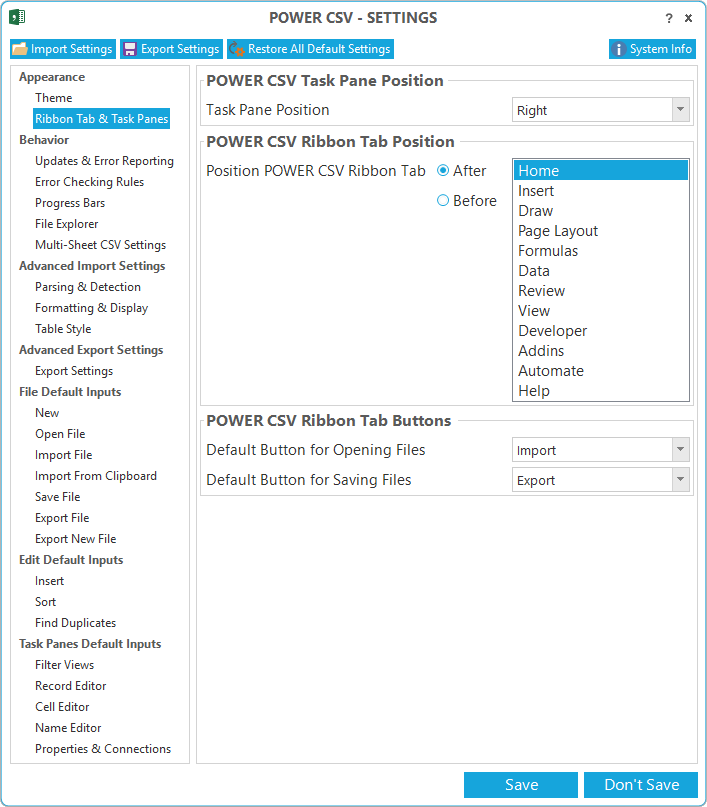 POWER CSV - SETTINGS
? x
Import Settings
Export Settings
Restore All Default Settings
System Info
Appearance
Theme
Ribbon Tab & Task Panes
Behavior
Updates & Error Reporting
Error Checking Rules
Progress Bars
File Explorer
Multi-Sheet CSV Settings
Advanced Import Settings
Parsing & Detection
Formatting & Display
Table Style
Advanced Export Settings
Export Settings
File Default Inputs
New
Open File
Import File
Import From Clipboard
Save File
Export File
Export New File
Edit Default Inputs
Insert
Sort
Find Duplicates
Task Panes Default Inputs
Filter Views
Record Editor
Cell Editor
Name Editor
Properties & Connections
POWER CSV Task Pane Position
Task Pane Position
Right
POWER CSV Ribbon Tab Position
Position POWER CSV Ribbon Tab
After
Before
Home
Insert
Draw
Page Layout
Formulas
Data
Review
View
Developer
Addins
Automate
Help
POWER CSV Ribbon Tab Buttons
Default Button for Opening Files
Import
Default Button for Saving Files
Export
Save
Don't Save